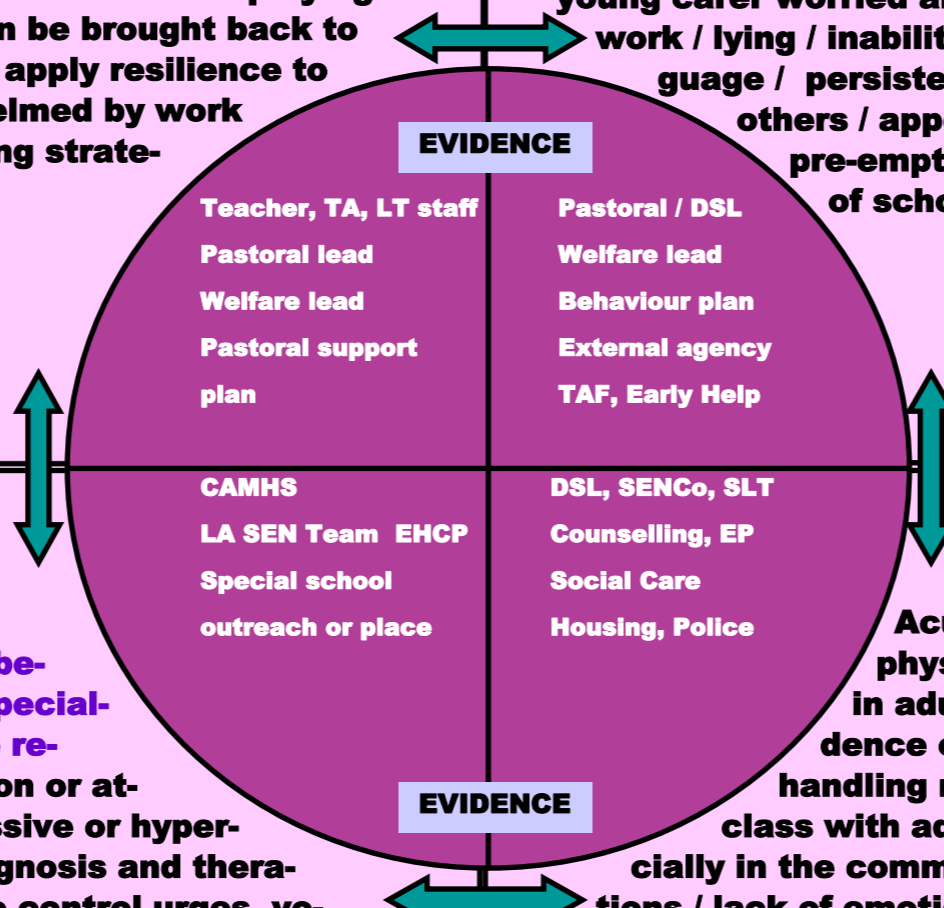 n be brought back to
apply resilience to
elmed by work
ng strate-
work / lying / inabilit
guage /  persiste
others / app
pre-empt
of scho
EVIDENCE
Teacher, TA, LT staff
Pastoral lead
Welfare lead
Pastoral support
plan
Pastoral / DSL
Welfare lead
Behaviour plan
External agency
TAF, Early Help
CAMHS
LA SEN Team  EHCP
Special school
outreach or place
DSL, SENCo, SLT
Counselling, EP
Social Care
Housing, Police
EVIDENCE
be-
pecial-
re-
on or at-
ssive or hyper-
gnosis and thera-
Acu
phys
in adu
dence
handling
class with ad
cially in the comm